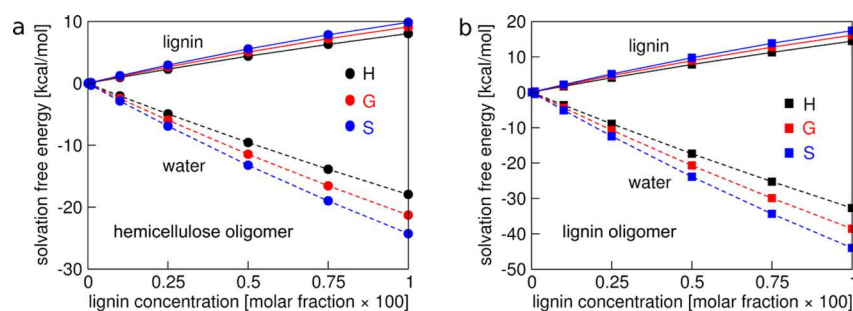 a
solvation free energy [kcal/mol]
10
0
-10
-20
-30
lignin
H
G
S
water
hemicellulose oligomer
0
0.25
0.5
0.75
1
lignin concentration [molar fraction × 100]
b
solvation free energy [kcal/mol]
20
10
0
-10
-20
-30
-40
-50
lignin
H
G
S
water
lignin oligomer
0
0.25
0.5
0.75
1
lignin concentration [molar fraction × 100]